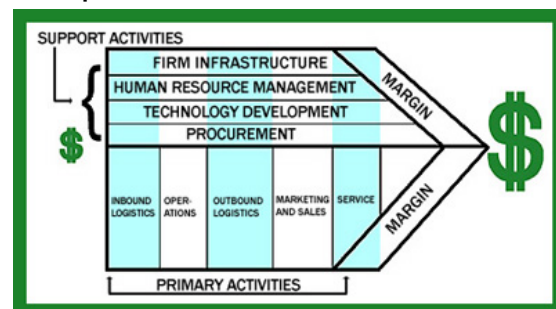 SUPPORT ACTIVITIES
FIRM INFRASTRUCTURE
HUMAN RESOURCE MANAGEMENT
TECHNOLOGY DEVELOPMENT
PROCUREMENT
MARGIN
$
$
INBOUND
LOGISTICS
OPER-
ATIONS
OUTBOUND
LOGISTICS
MARKETING
AND SALES
SERVICE
MARGIN
PRIMARY ACTIVITIES